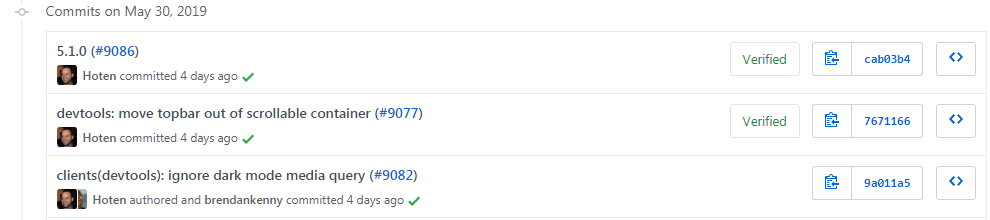 Commits on May 30, 2019
5.1.0 (#9086)
Hoten committed 4 days ago
Verified
cab03b4
devtools: move topbar out of scrollable container (#9077)
Hoten committed 4 days ago
Verified
7671166
clients(devtools): ignore dark mode media query (#9082)
Hoten authored and brendankenny committed 4 days ago
9a011a5